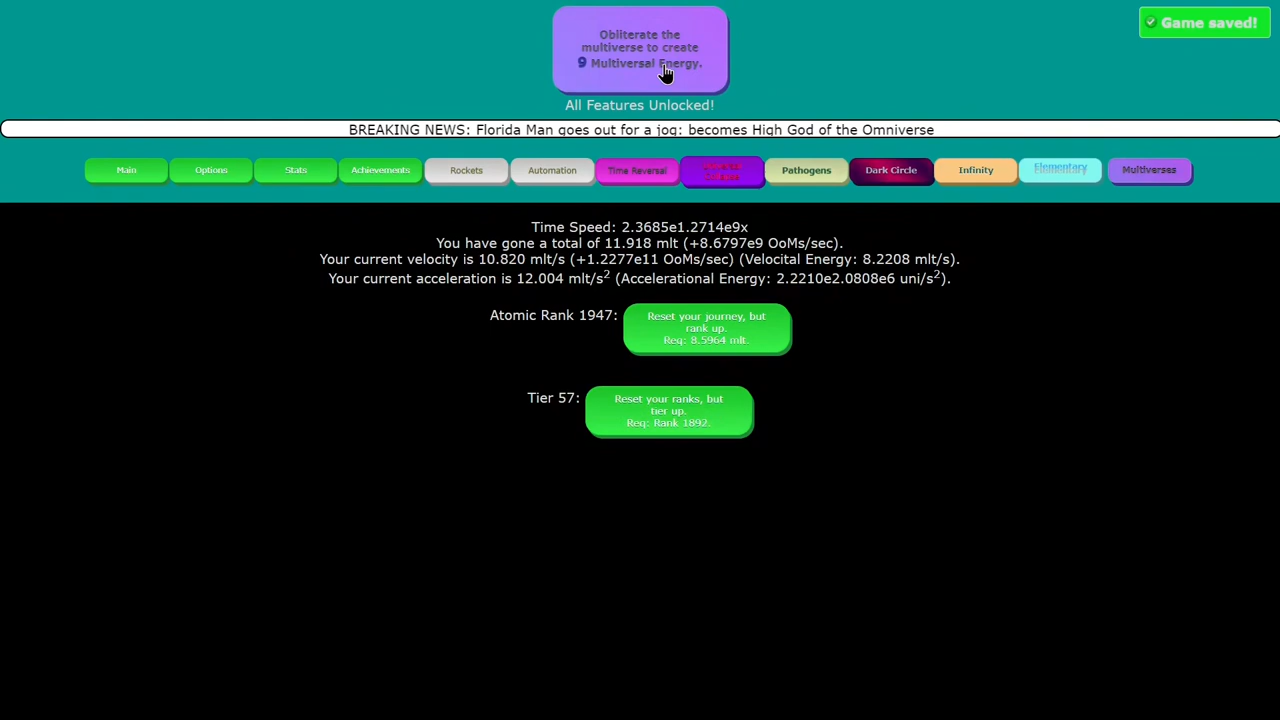 Obliterate the
multiverse to create
9 Multiversal Energy.
Game saved!
All Features Unlocked!
BREAKING NEWS: Florida Man goes out for a jog: becomes High God of the Omniverse
Main
Options
Stats
Achievements
Rockets
Automation
Time Reversal
Universal
Collapse
Pathogens
Dark Circle
Infinity
Elementary
Multiverses
Time Speed: 2.3685e1.2714e9x
You have gone a total of 11.918 mlt (+8.6797e9 OoMs/sec).
Your current velocity is 10.820 mlt/s (+1.2277e11 OoMs/sec) (Velocital Energy: 8.2208 mlt/s).
Your current acceleration is 12.004 mlt/s² (Accelerational Energy: 2.2210e2.0808e6 uni/s²).
Atomic Rank 1947:
Reset your journey, but
rank up.
Req: 8.5964 mlt.
Tier 57:
Reset your ranks, but
tier up.
Req: Rank 1892.